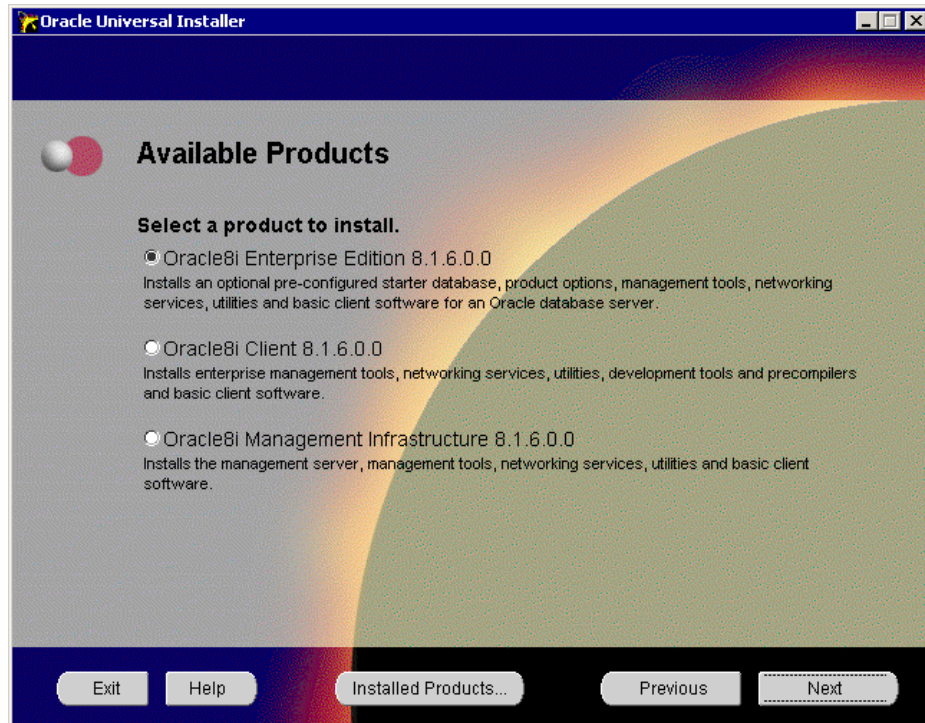 Oracle Universal Installer
Available Products
Select a product to install.
Oracle8i Enterprise Edition 8.1.6.0.0
Installs an optional pre-configured starter database, product options, management tools, networking
services, utilities and basic client software for an Oracle database server.
Oracle8i Client 8.1.6.0.0
Installs enterprise management tools, networking services, utilities, development tools and precompilers
and basic client software.
Oracle8i Management Infrastructure 8.1.6.0.0
Installs the management server, management tools, networking services, utilities and basic client
software.
Exit Help Installed Products... Previous Next